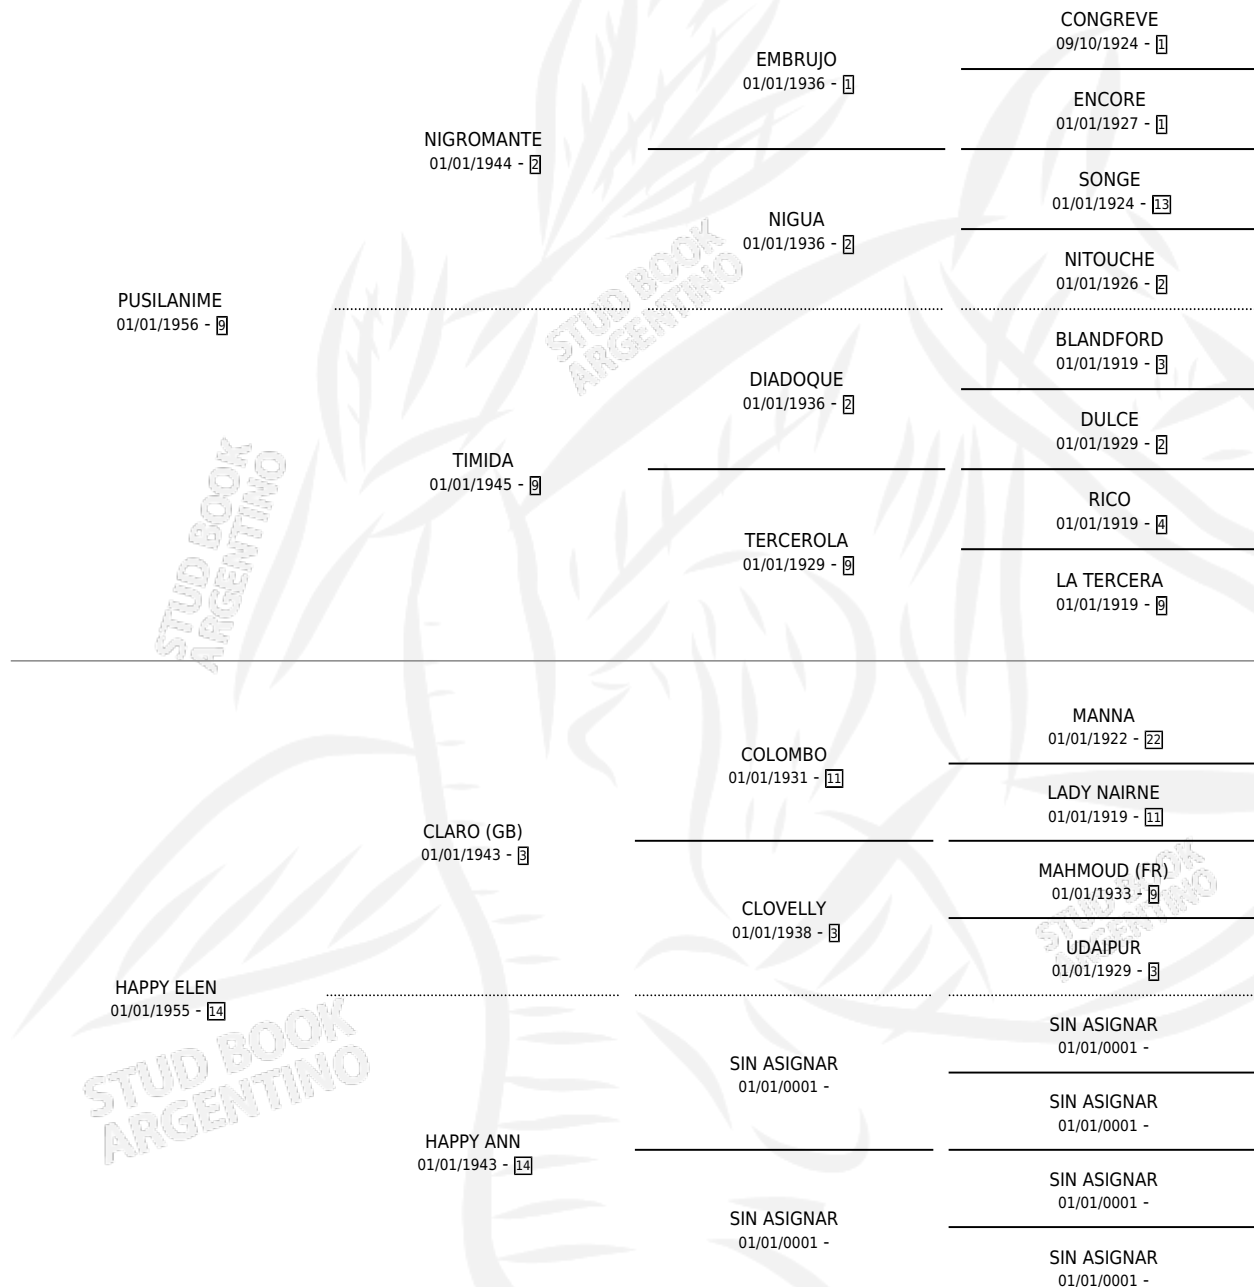 CONGREVE
09/10/1924 - 1
EMBRUJO
01/01/1936 - 1
ENCORE
01/01/1927 - 1
NIGROMANTE
01/01/1944 - 2
SONGE
01/01/1924 - 13
NIGUA
01/01/1936 - 2
NITOUCHE
01/01/1926 - 2
PUSILANIME
01/01/1956 - 9
BLANDFORD
01/01/1919 - 3
DIADOQUE
01/01/1936 - 2
DULCE
01/01/1929 - 2
TIMIDA
01/01/1945 - 9
RICO
01/01/1919 - 4
TERCEROLA
01/01/1929 - 9
LA TERCERA
01/01/1919 - 9
MANNA
01/01/1922 - 22
COLOMBO
01/01/1931 - 11
LADY NAIRNE
01/01/1919 - 11
CLARO (GB)
01/01/1943 - 3
MAHMOUD (FR)
01/01/1933 - 9
CLOVELLY
01/01/1938 - 3
UDAIPUR
01/01/1929 - 3
HAPPY ELEN
01/01/1955 - 14
SIN ASIGNAR
01/01/0001 -
SIN ASIGNAR
01/01/0001 -
SIN ASIGNAR
01/01/0001 -
HAPPY ANN
01/01/1943 - 14
SIN ASIGNAR
01/01/0001 -
SIN ASIGNAR
01/01/0001 -
SIN ASIGNAR
01/01/0001 -
STUD BOOK
ARGENTINO
STUD BOOK
ARGENTINO
STUD BOOK
ARGENTINO
STUD BOOK
ARGENTINO